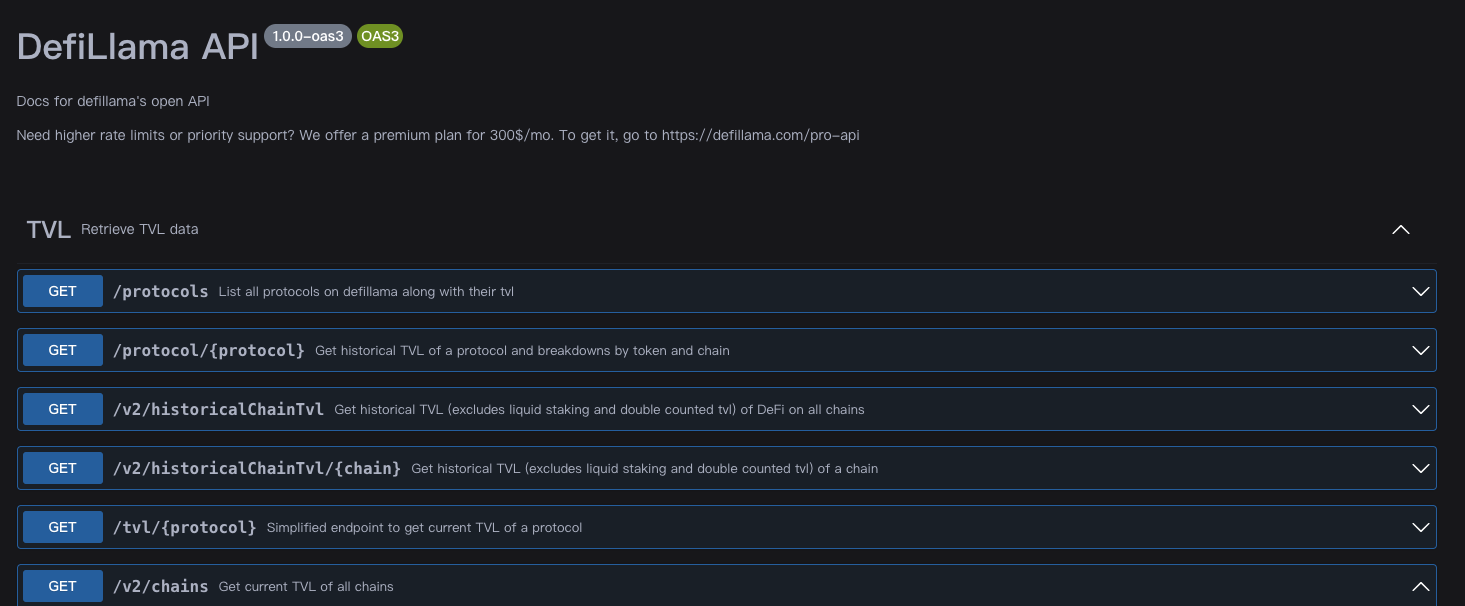 DefiLlama API 1.0.0-oas3 OAS3
Docs for defillama's open API
Need higher rate limits or priority support? We offer a premium plan for 300$/mo. To get it, go to https://defillama.com/pro-api
TVL Retrieve TVL data
GET /protocols List all protocols on defillama along with their tvl
GET /protocol/{protocol} Get historical TVL of a protocol and breakdowns by token and chain
GET /v2/historicalChainTvl Get historical TVL (excludes liquid staking and double counted tvl) of DeFi on all chains
GET /v2/historicalChainTvl/{chain} Get historical TVL (excludes liquid staking and double counted tvl) of a chain
GET /tvl/{protocol} Simplified endpoint to get current TVL of a protocol
GET /v2/chains Get current TVL of all chains